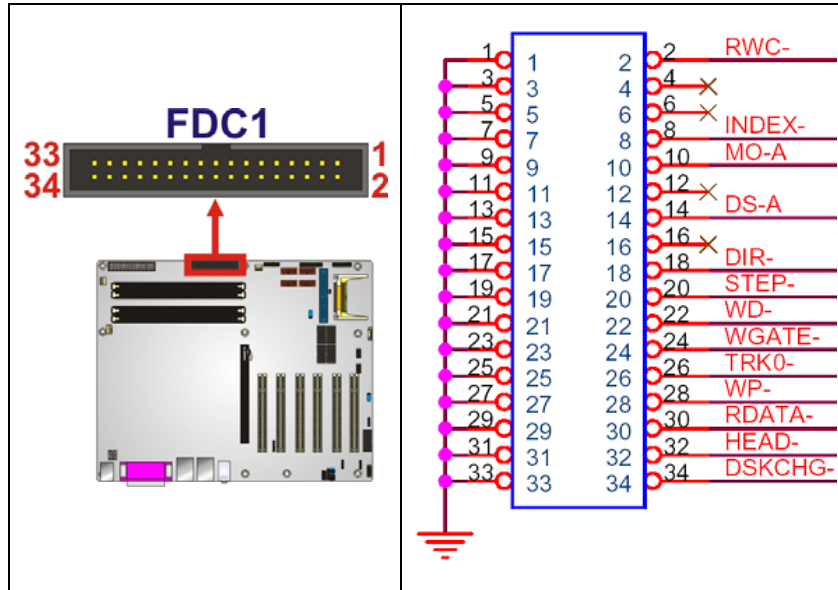 FDC1
33 1
34 2
1 1 2 2 RWC-
3 3 4 4
5 5 6 6
7 7 8 8 INDEX-
9 9 10 10 MO-A
11 11 12 12
13 13 14 14 DS-A
15 15 16 16
17 17 18 18 DIR-
19 19 20 20 STEP-
21 21 22 22 WD-
23 23 24 24 WGATE-
25 25 26 26 TRK0-
27 27 28 28 WP-
29 29 30 30 RDATA-
31 31 32 32 HEAD-
33 33 34 34 DSKCHG-